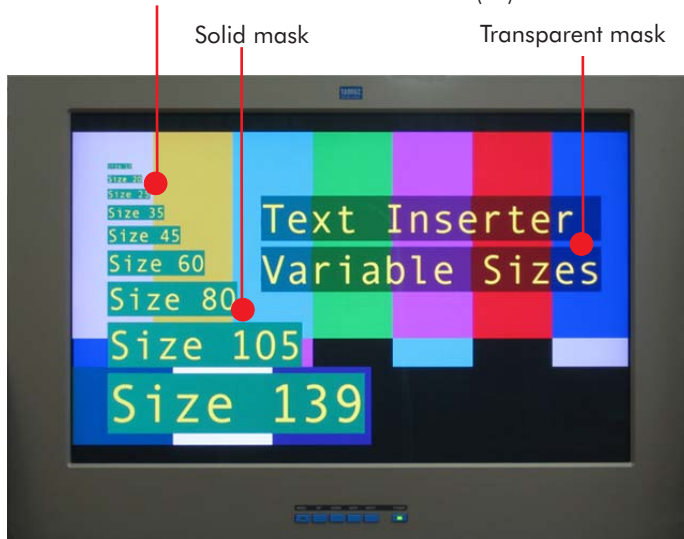 Solid mask
Transparent mask
Size 20
Size 25
Size 35
Size 45
Size 60
Size 80
Size 105
Size 139
Text Inserter
Variable Sizes